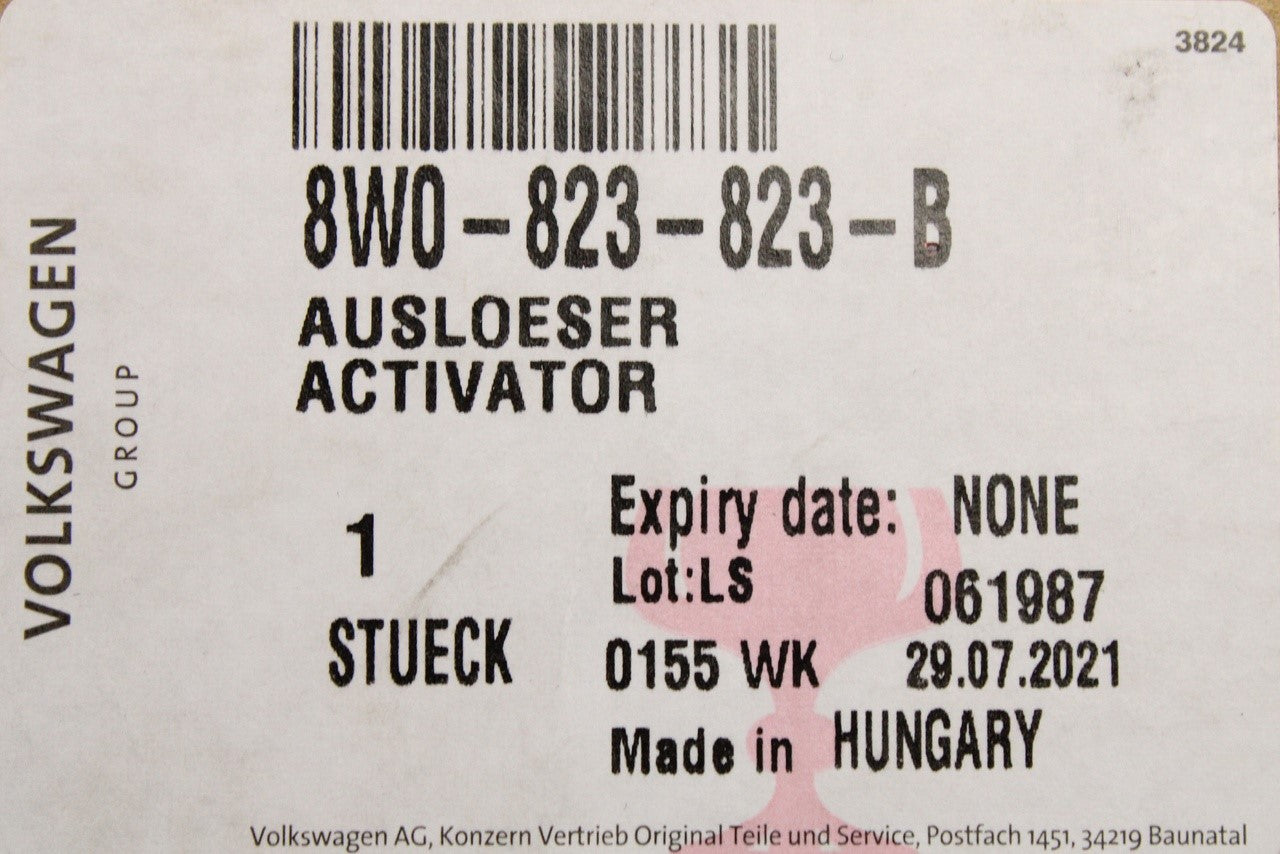 3824
8W0-823-823-B
AUSLOESER
ACTIVATOR
VOLKSWAGEN
GROUP
1
STUECK
Expiry date: NONE
Lot:LS 061987
0155 WK 29.07.2021
Made in HUNGARY
Volkswagen AG, Konzern Vertrieb Original Teile und Service, Postfach 1451, 34219 Baunatal